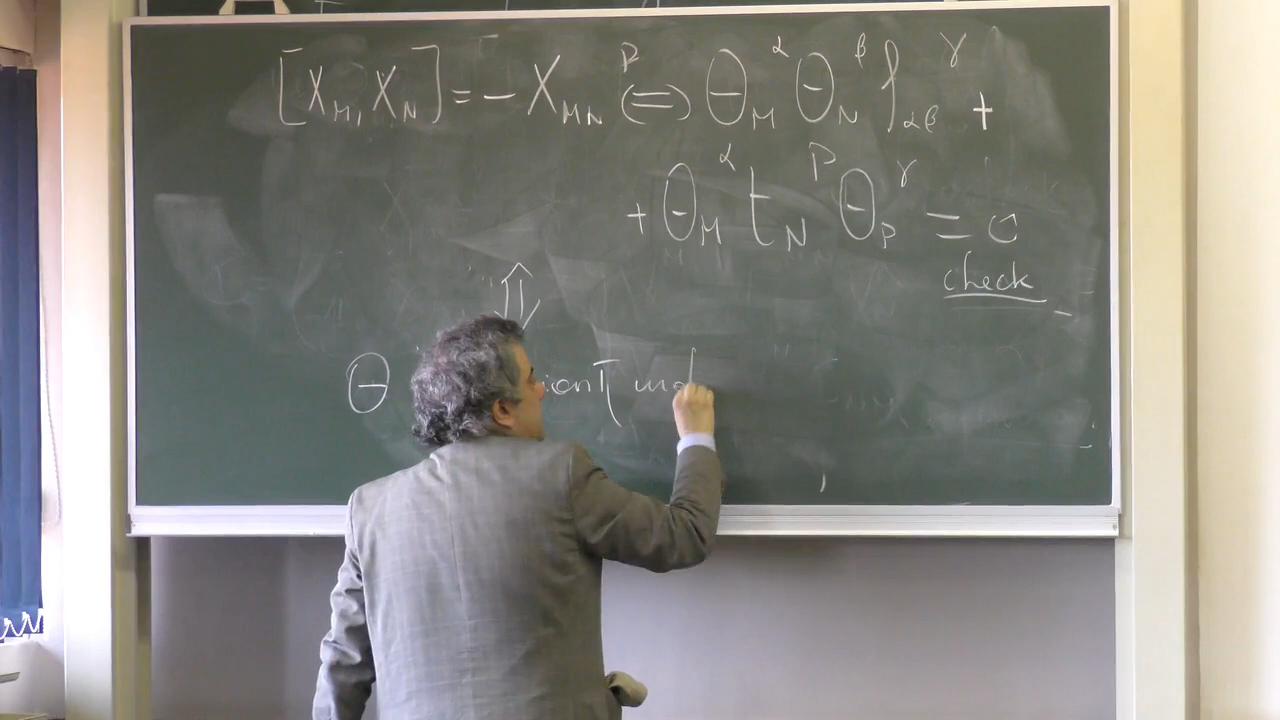 [X_M, X_N] = - X_MN^P (⇔) Θ_M^α Θ_N^β f_αβ^γ +
+ Θ_M^α t_N^P Θ_P^γ = 0
check
⇕
Θ